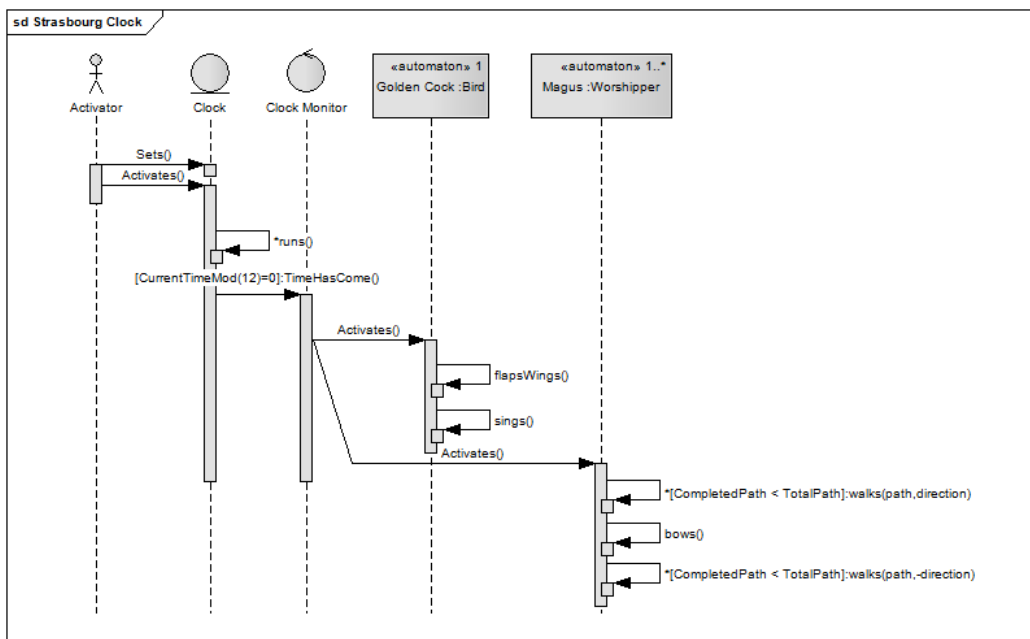 sd Strasbourg Clock
«automaton» 1
Golden Cock :Bird
«automaton» 1..*
Magus :Worshipper
Activator
Clock
Clock Monitor
Sets()
Activates()
*runs()
[CurrentTimeMod(12)=0]:TimeHasCome()
Activates()
flapsWings()
sings()
Activates()
*[CompletedPath < TotalPath]:walks(path,direction)
bows()
*[CompletedPath < TotalPath]:walks(path,-direction)